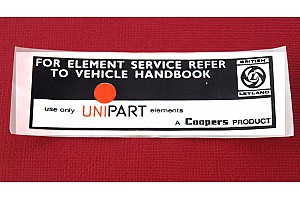 FOR ELEMENT SERVICE REFER
TO VEHICLE HANDBOOK
BRITISH
LEYLAND
use only UNIPART elements
A Coopers PRODUCT